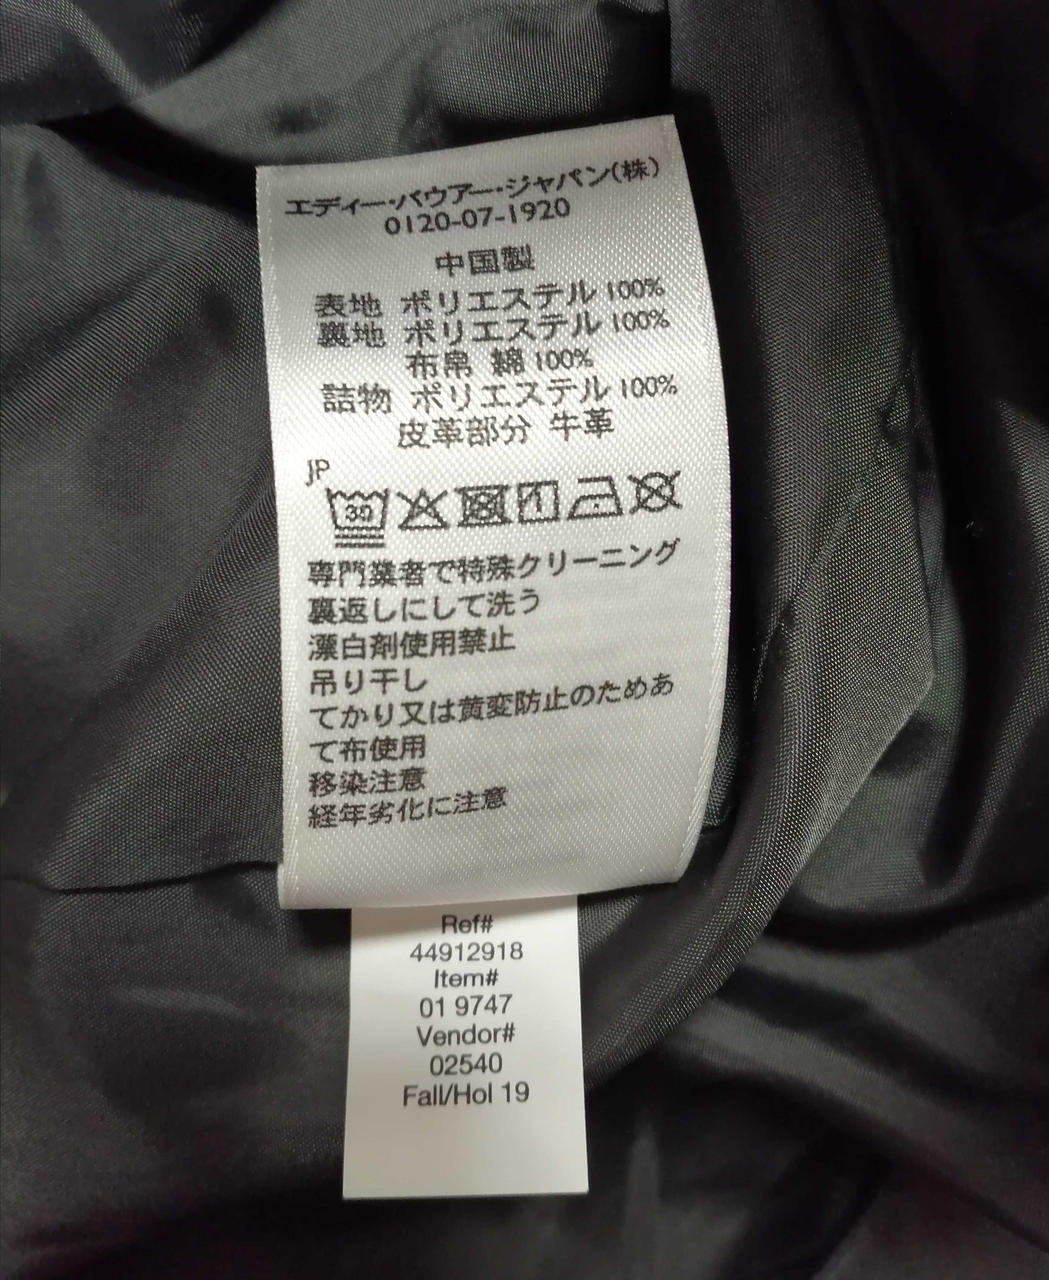 エディー・バウアー・ジャパン(株)
0120-07-1920
中国製
表地 ポリエステル 100%
裏地 ポリエステル 100%
布帛 綿 100%
詰物 ポリエステル 100%
皮革部分 牛革
JP
30
専門業者で特殊クリーニング
裏返しにして洗う
漂白剤使用禁止
吊り干し
てかり又は黄変防止のためあ
て布使用
移染注意
経年劣化に注意
Ref#
44912918
Item#
01 9747
Vendor#
02540
Fall/Hol 19